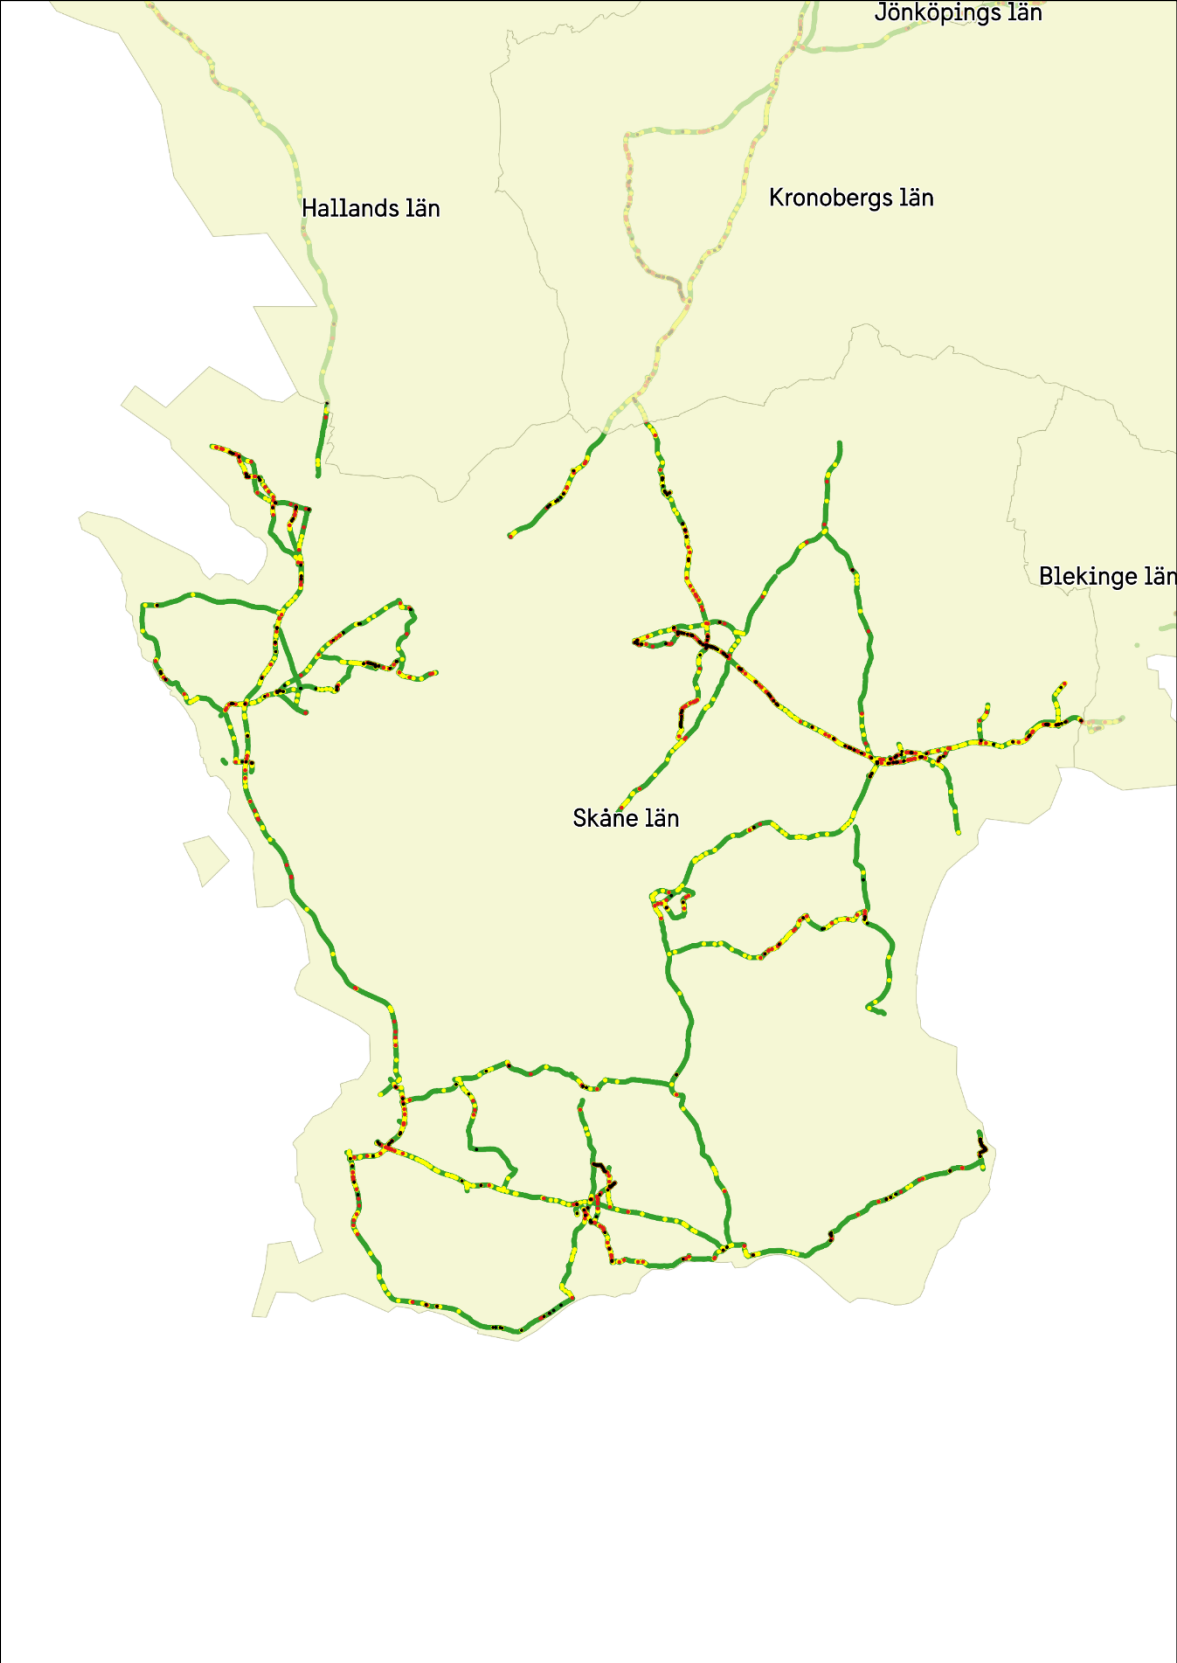 Jönköpings län
Kronobergs län
Hallands län
Blekinge län
Skåne län